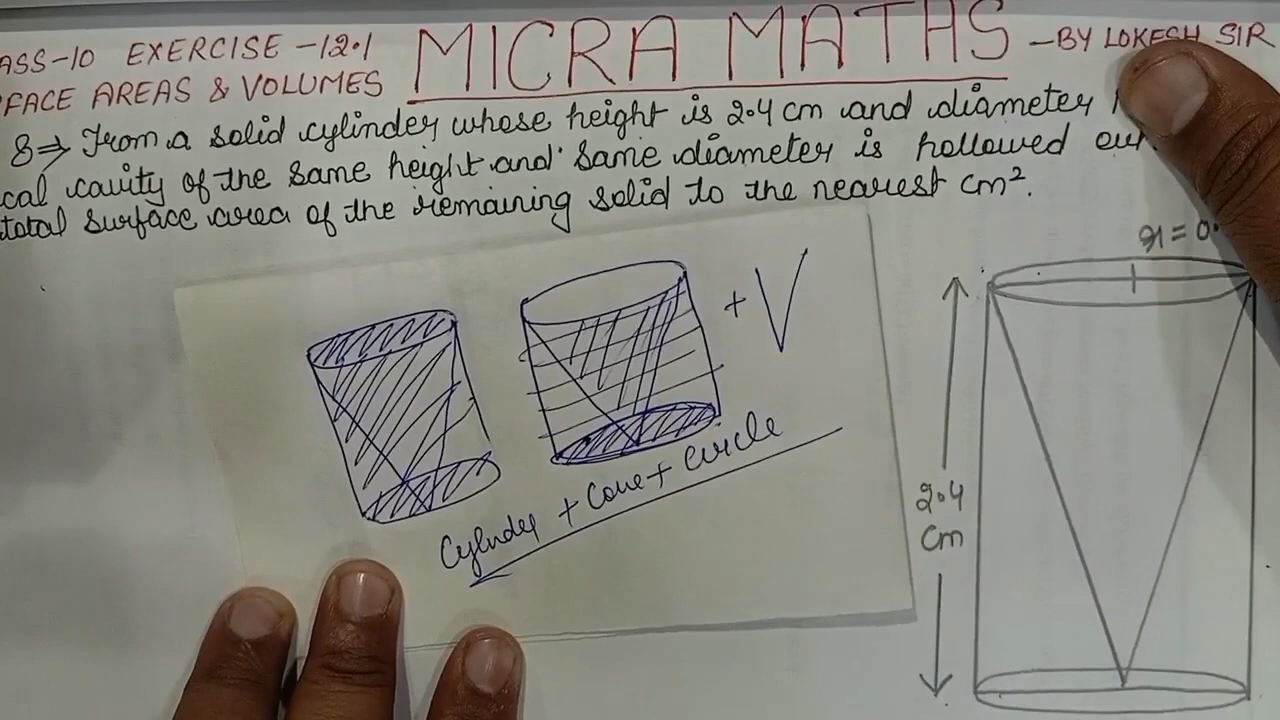 ASS-10 EXERCISE -12.1 MICRA MATHS -BY LOKESH SIR
FACE AREAS & VOLUMES
8⇒ From a solid cylinder, whose height is 2.4 cm and diameter
cal cavity of the same height and same diameter is hollowed out.
total surface area of the remaining solid to the nearest cm².
r = 0.
+
Cylinder + Cone + Circle
2.4
cm